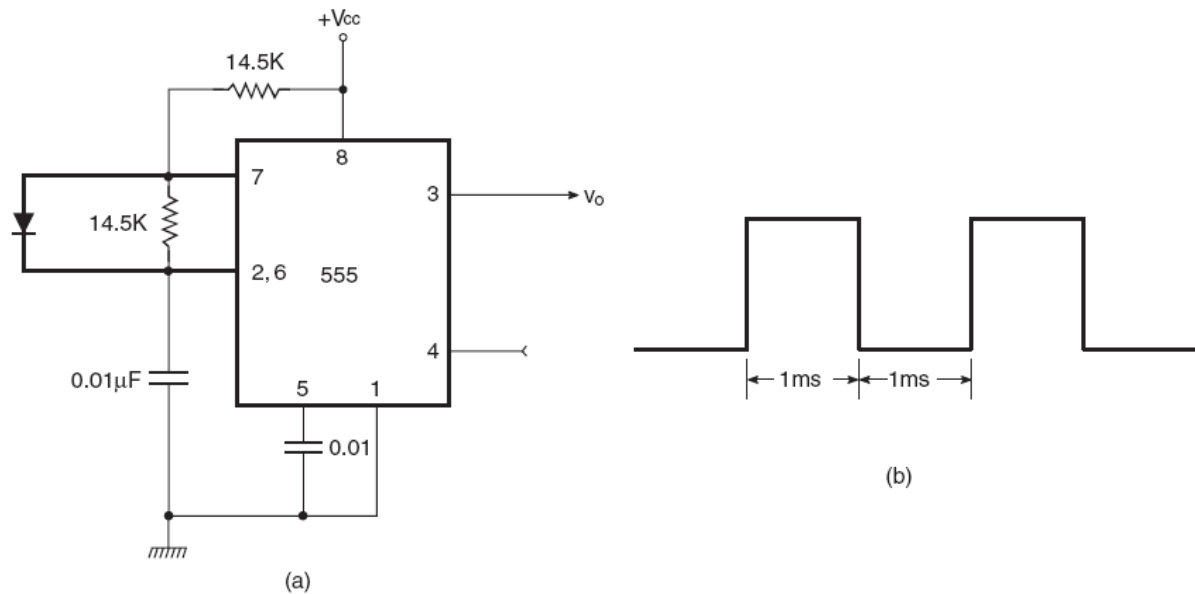 +Vcc
14.5K
8
7
3
vo
14.5K
2, 6
555
4
0.01μF
5
1
0.01
1ms
1ms
(a)
(b)